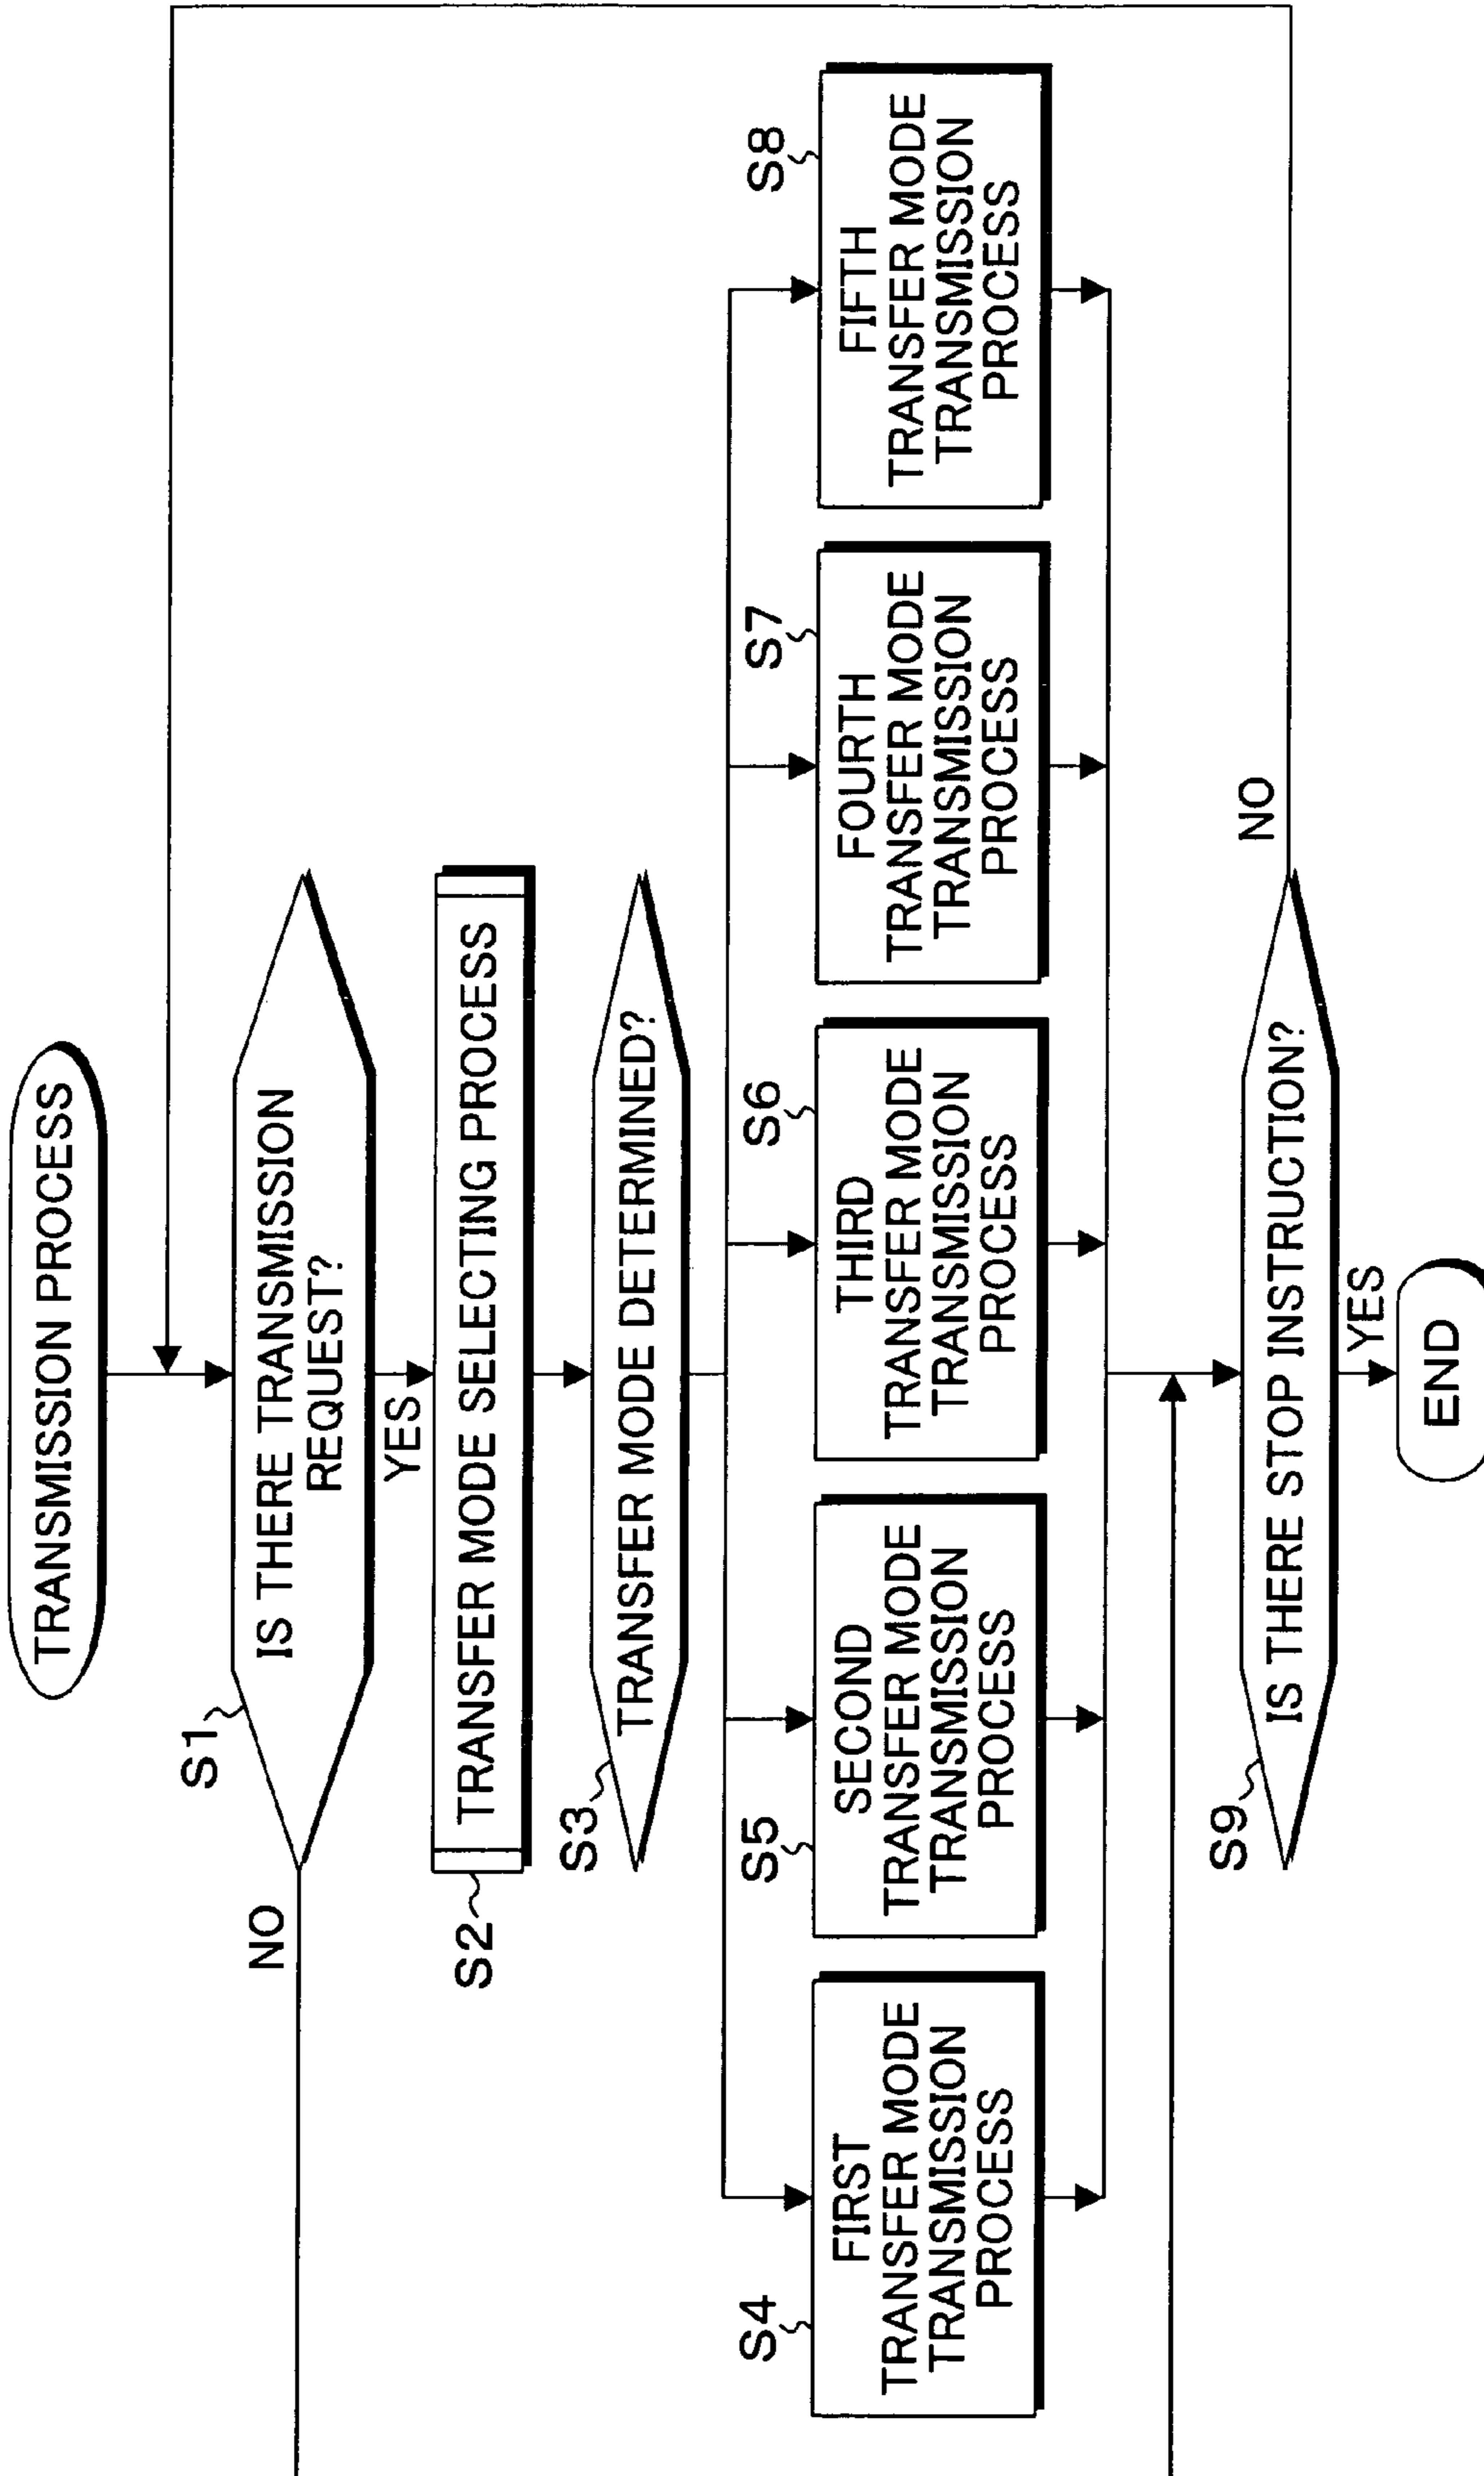 TRANSMISSION PROCESS
S1
IS THERE TRANSMISSION
REQUEST?
NO
YES
S2
TRANSFER MODE SELECTING PROCESS
S3
TRANSFER MODE DETERMINED?
S4
FIRST
TRANSFER MODE
TRANSMISSION
PROCESS
S5
SECOND
TRANSFER MODE
TRANSMISSION
PROCESS
S6
THIRD
TRANSFER MODE
TRANSMISSION
PROCESS
S7
FOURTH
TRANSFER MODE
TRANSMISSION
PROCESS
S8
FIFTH
TRANSFER MODE
TRANSMISSION
PROCESS
S9
IS THERE STOP INSTRUCTION?
NO
YES
END